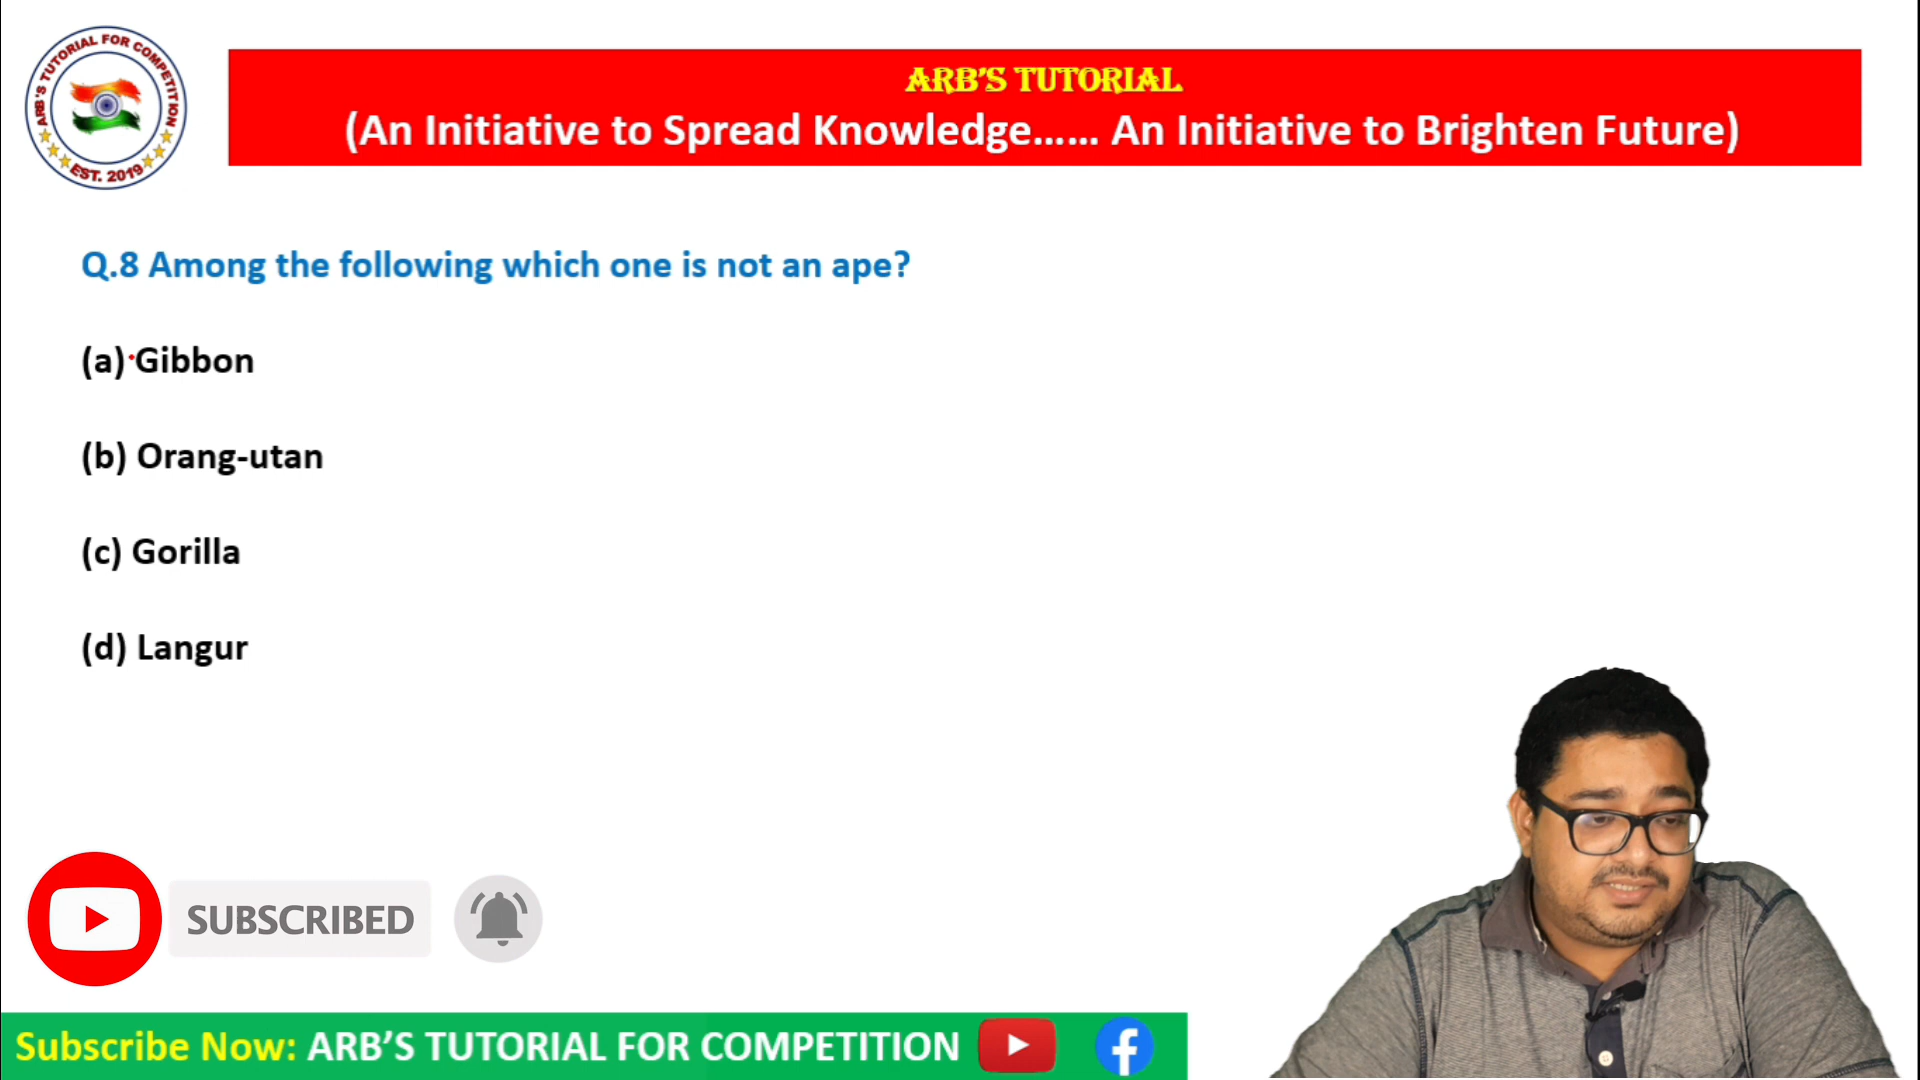 ARB'S TUTORIAL FOR COMPETITION
EST. 2019
ARB'S TUTORIAL
(An Initiative to Spread Knowledge...... An Initiative to Brighten Future)
Q.8 Among the following which one is not an ape?
(a) Gibbon
(b) Orang-utan
(c) Gorilla
(d) Langur
SUBSCRIBED
Subscribe Now: ARB'S TUTORIAL FOR COMPETITION